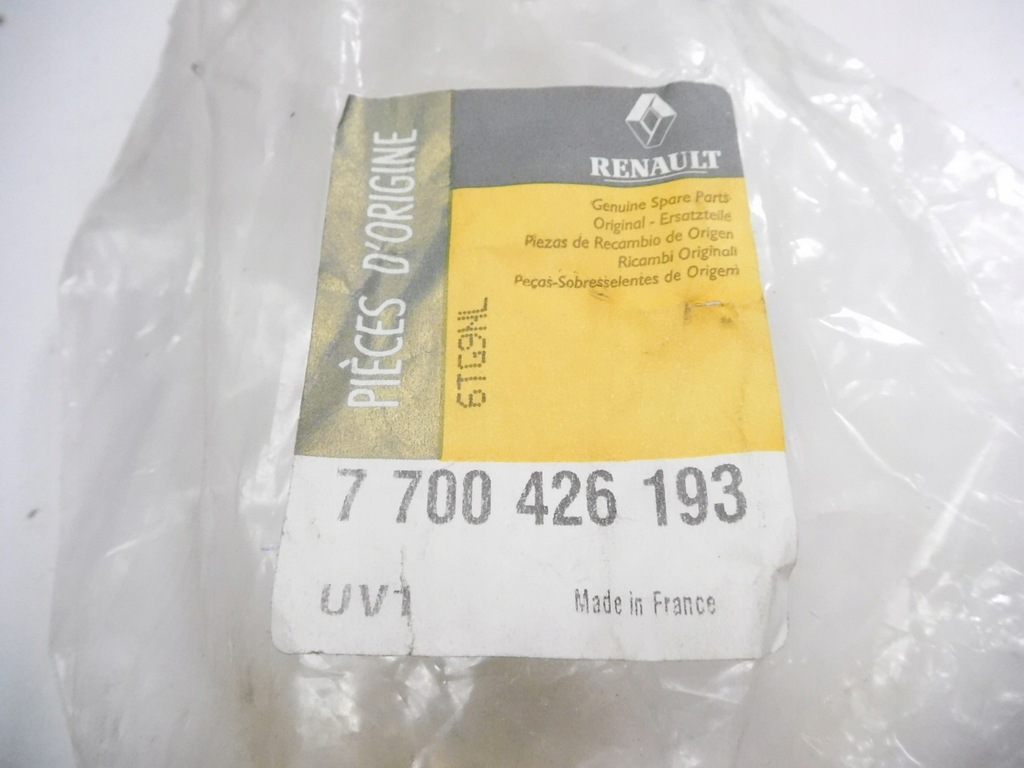 RENAULT
PIÈCES D'ORIGINE
Genuine Spare Parts
Original - Ersatzteile
Piezas de Recambio de Origen
Ricambi Originali
Peças-Sobresselentes de Origem
7 700 426 193
UV1
Made in France